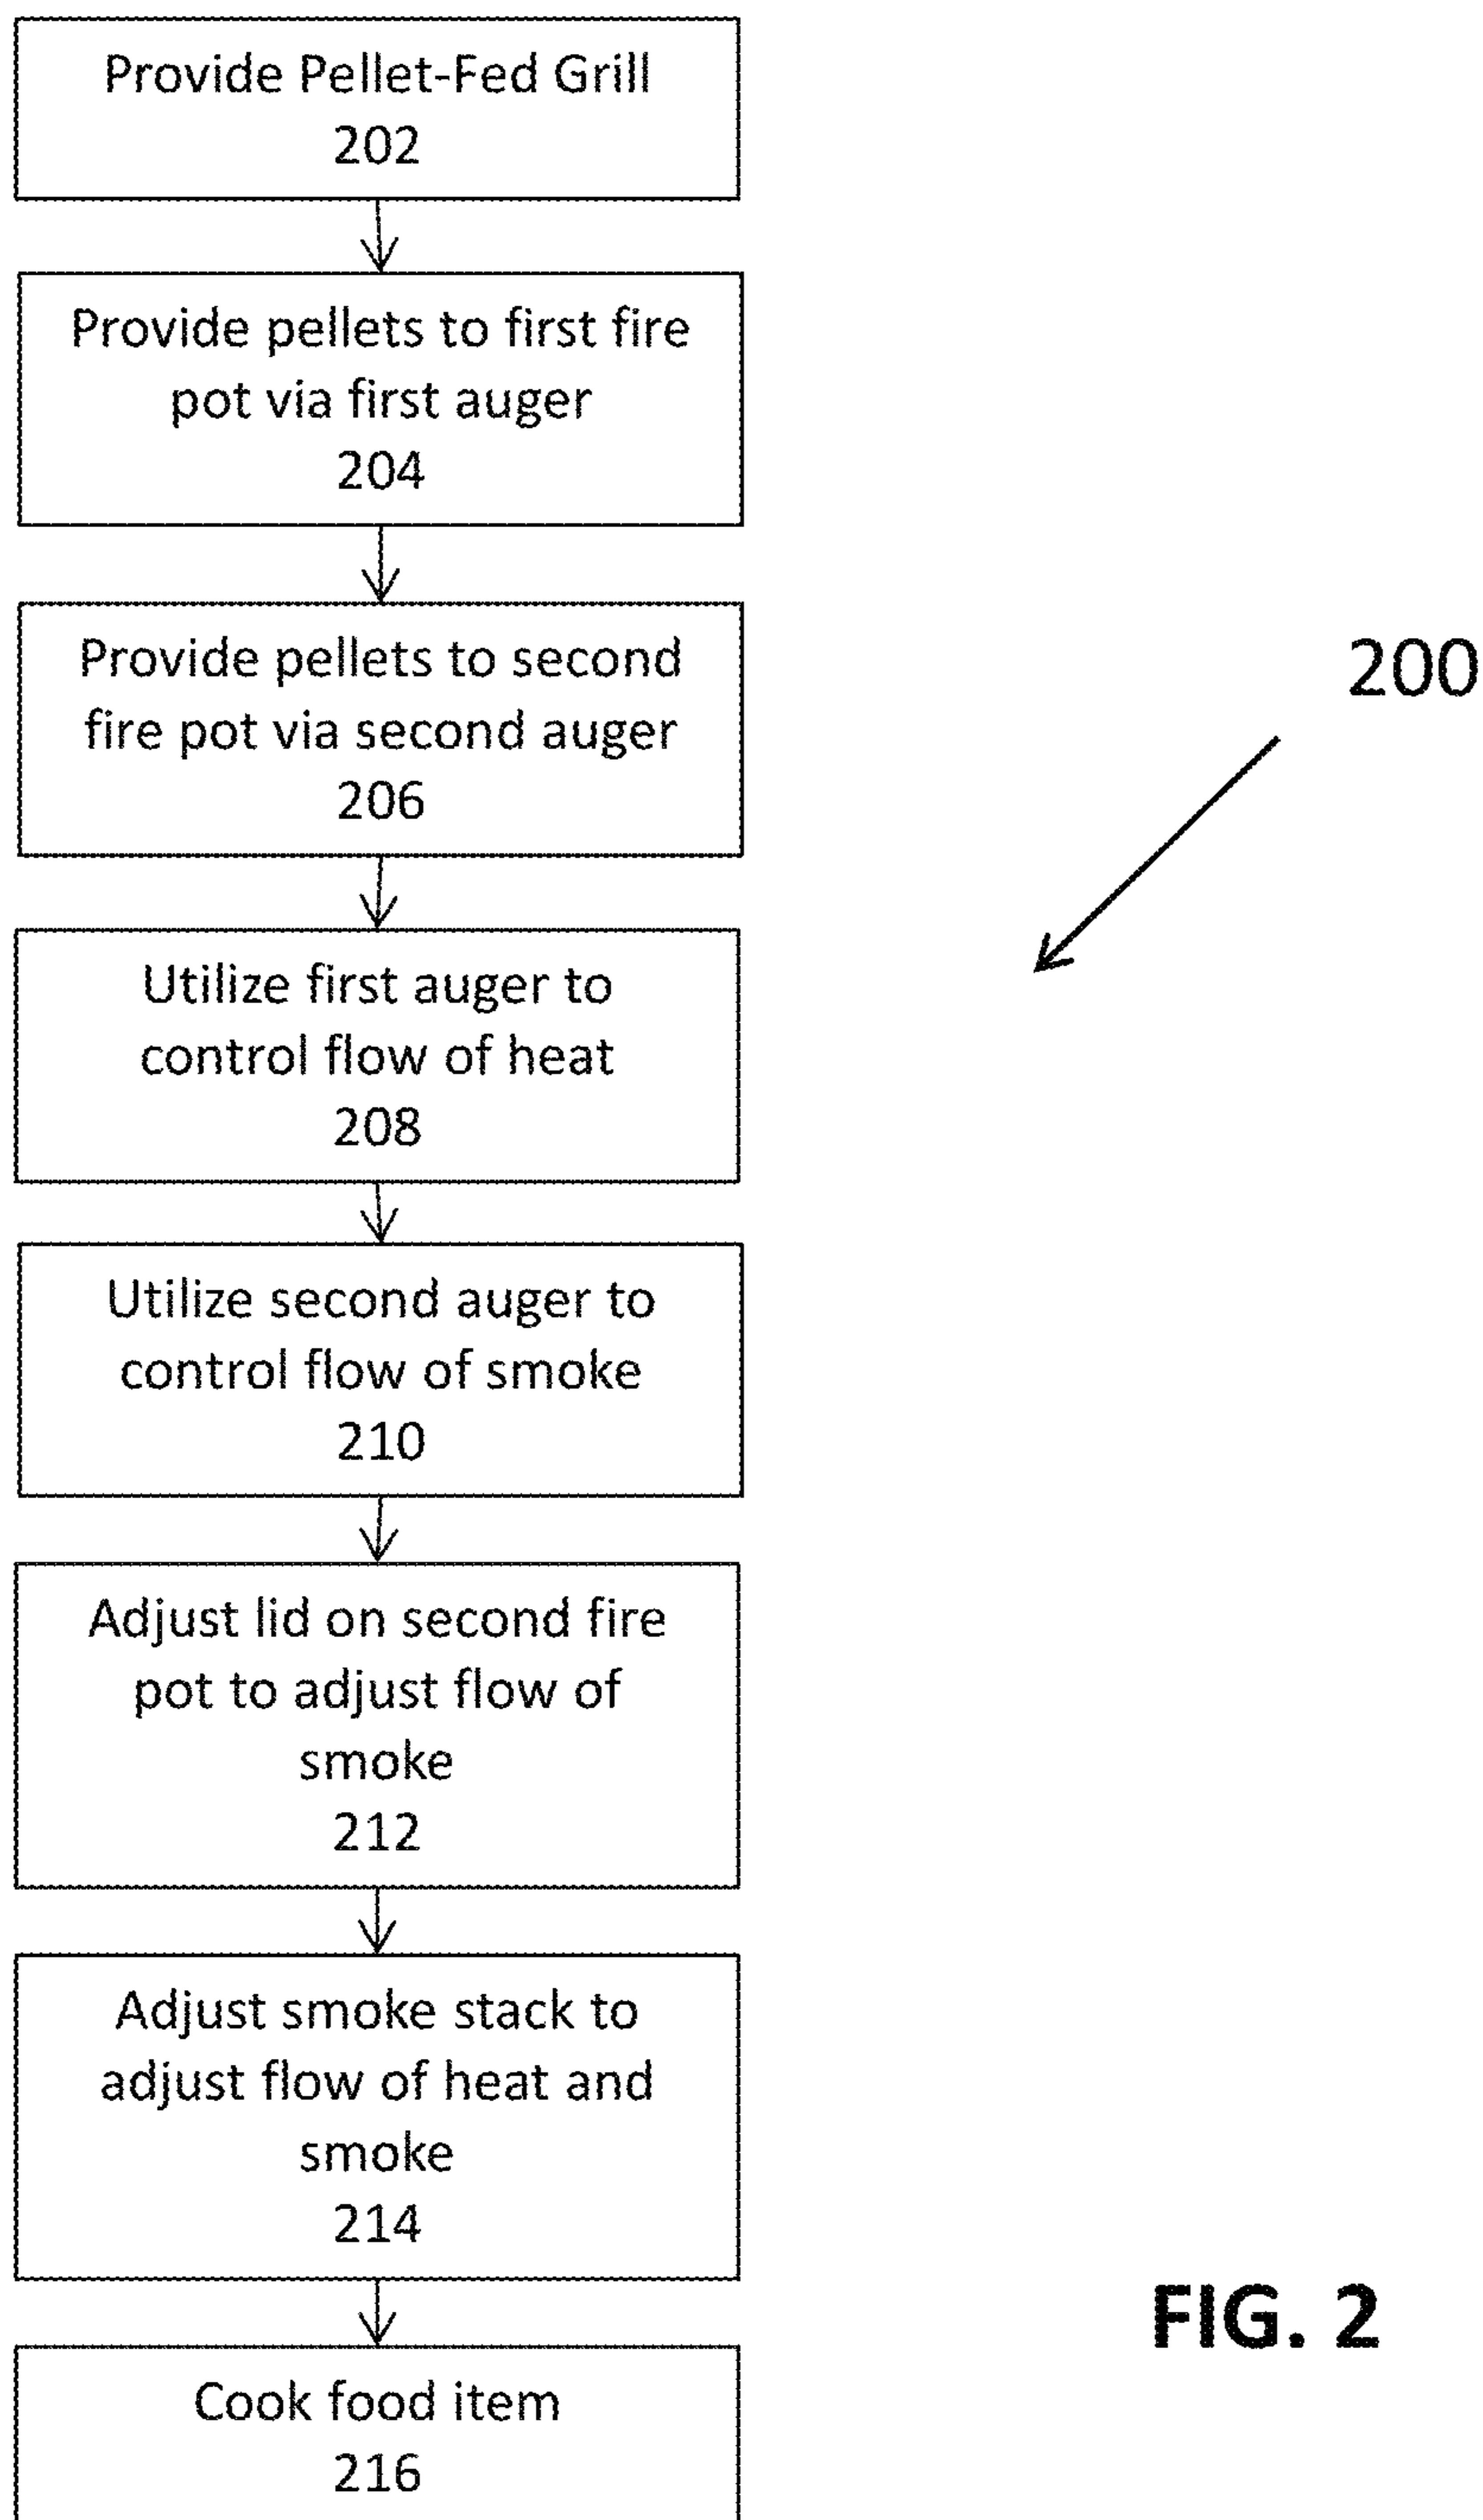 Provide Pellet-Fed Grill
202
Provide pellets to first fire
pot via first auger
204
Provide pellets to second
fire pot via second auger
206
200
Utilize first auger to
control flow of heat
208
Utilize second auger to
control flow of smoke
210
Adjust lid on second fire
pot to adjust flow of
smoke
212
Adjust smoke stack to
adjust flow of heat and
smoke
214
Cook food item
216
FIG. 2